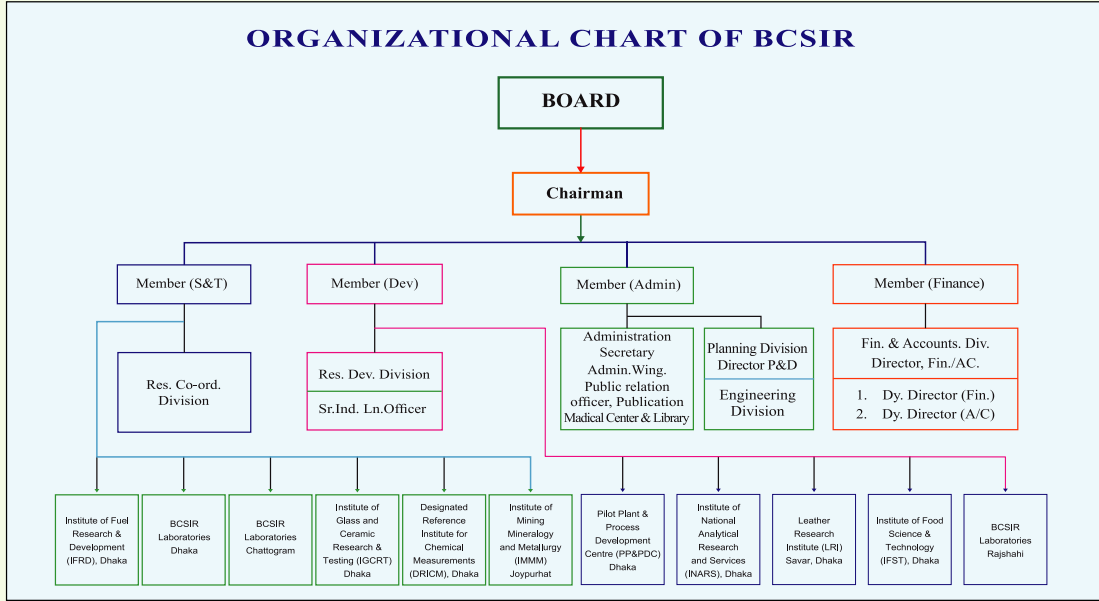 ORGANIZATIONAL CHART OF BCSIR
BOARD
Chairman
Member (S&T)
Member (Dev)
Member (Admin)
Member (Finance)
Res. Co-ord.
Division
Res. Dev. Division
Sr.Ind. Ln.Officer
Administration
Secretary
Admin.Wing.
Public relation
officer, Publication
Madical Center & Library
Planning Division
Director P&D
Engineering
Division
Fin. & Accounts. Div.
Director, Fin./AC.
1. Dy. Director (Fin.)
2. Dy. Director (A/C)
Institute of Fuel
Research &
Development
(IFRD), Dhaka
BCSIR
Laboratories
Dhaka
BCSIR
Laboratories
Chattogram
Institute of
Glass and
Ceramic
Research &
Testing (IGCRT)
Dhaka
Designated
Reference
Institute for
Chemical
Measurements
(DRICM), Dhaka
Institute of
Mining
Mineralogy
and Metallurgy
(IMMM)
Joypurhat
Pilot Plant &
Process
Development
Centre (PP&PDC)
Dhaka
Institute of
National
Analytical
Research
and Services
(INARS), Dhaka
Leather
Research
Institute (LRI)
Savar, Dhaka
Institute of Food
Science &
Technology
(IFST), Dhaka
BCSIR
Laboratories
Rajshahi